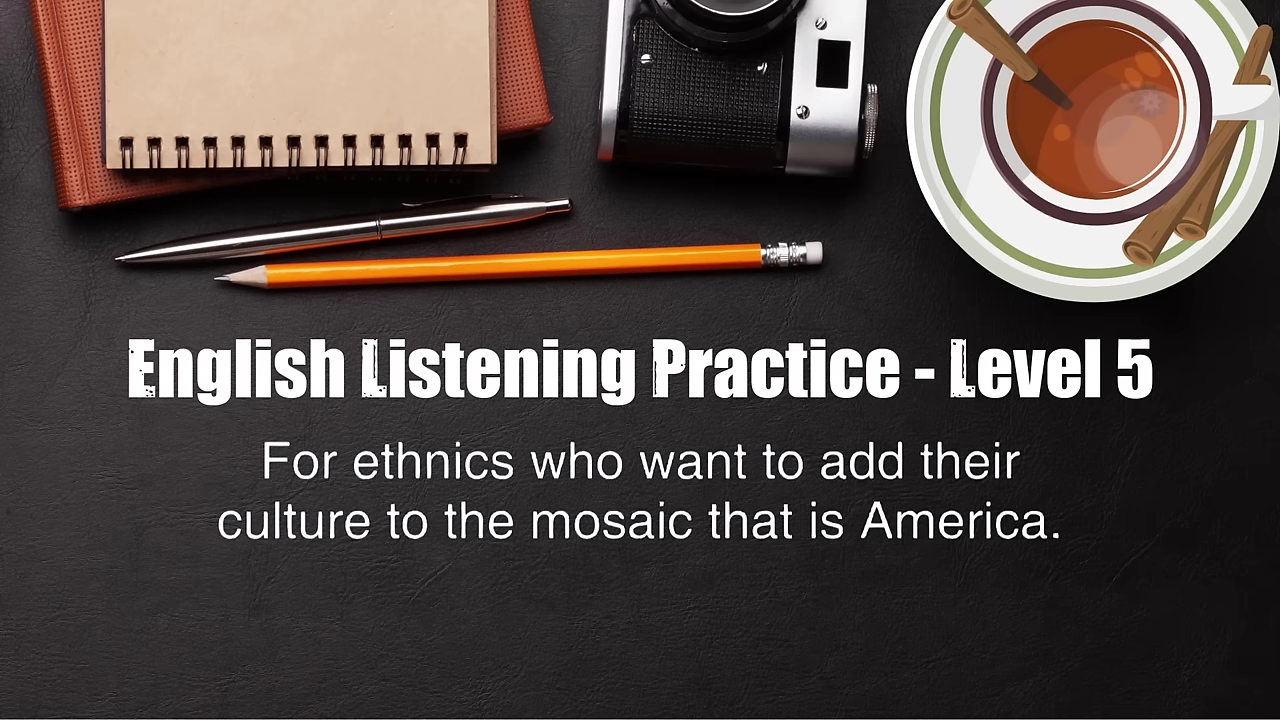 English Listening Practice - Level 5
For ethnics who want to add their
culture to the mosaic that is America.